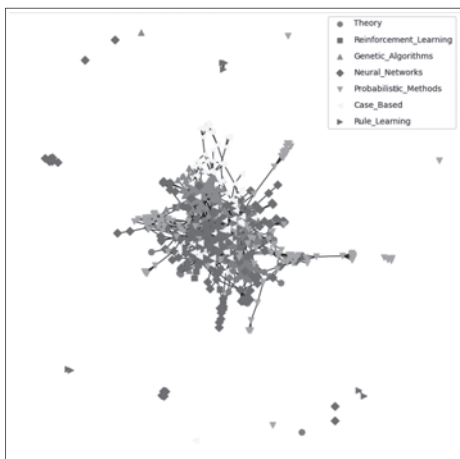 Theory
Reinforcement_Learning
Genetic_Algorithms
Neural_Networks
Probabilistic_Methods
Case_Based
Rule_Learning